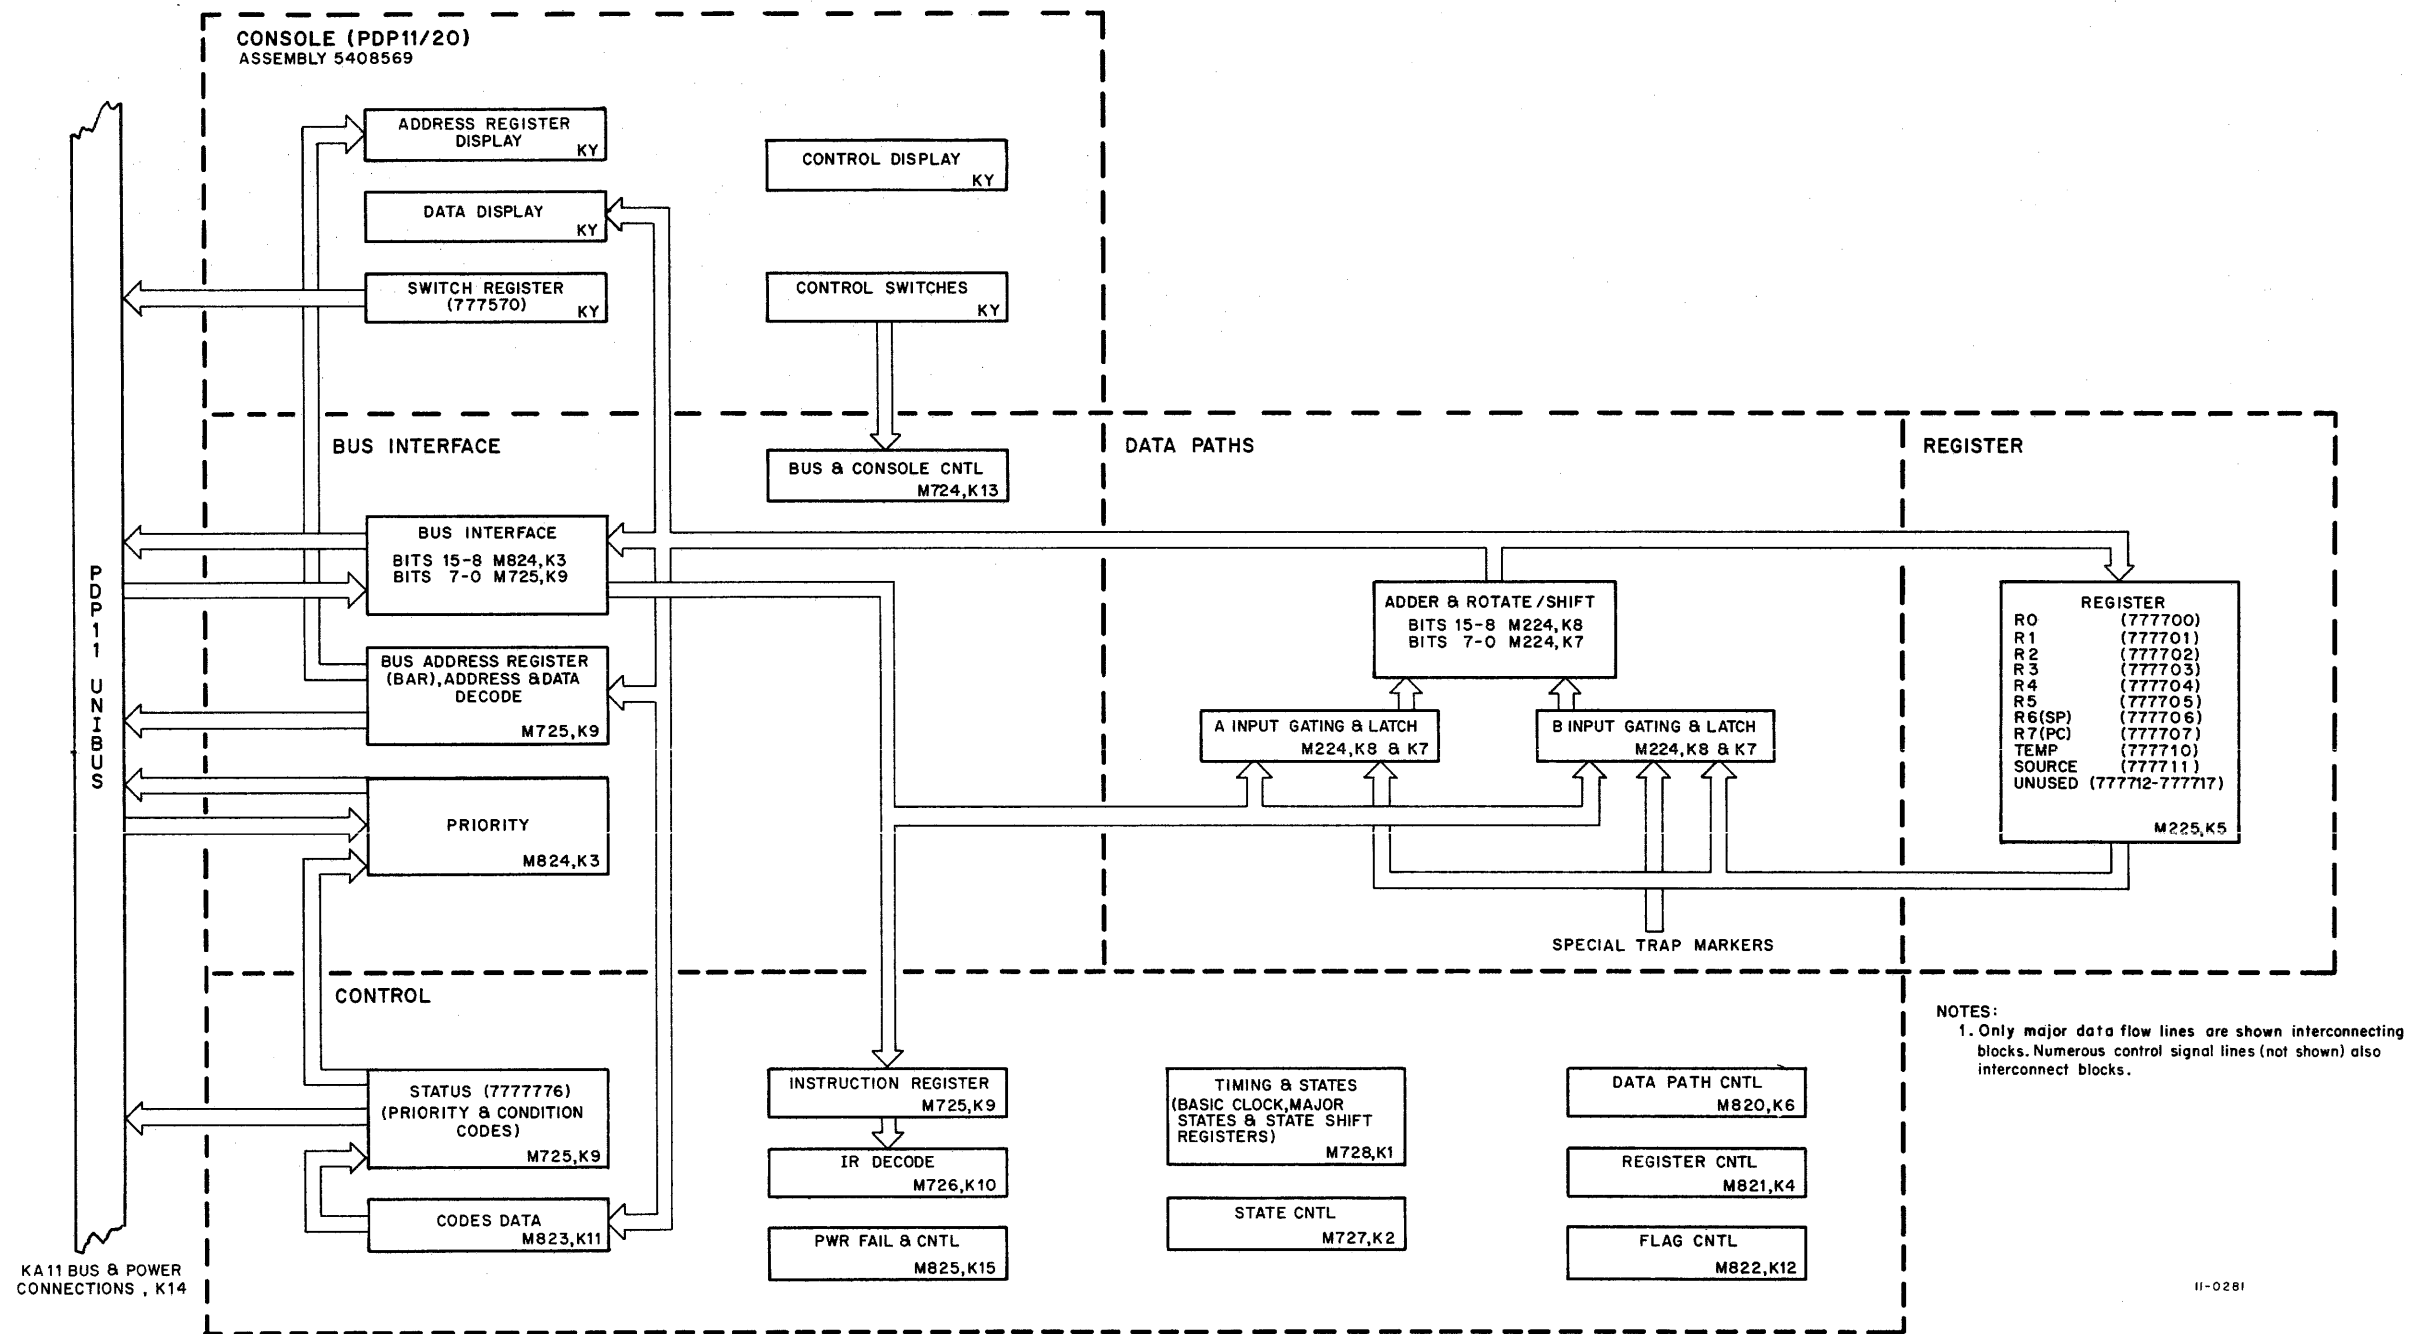 CONSOLE (PDP11/20)
ASSEMBLY 5408569
ADDRESS REGISTER
DISPLAY
KY
CONTROL DISPLAY
KY
DATA DISPLAY
KY
SWITCH REGISTER
(777570)
KY
CONTROL SWITCHES
KY
BUS INTERFACE
BUS & CONSOLE CNTL
M724,K13
BUS INTERFACE
BITS 15-8 M824,K3
BITS 7-0 M725,K9
BUS ADDRESS REGISTER
(BAR),ADDRESS &DATA
DECODE
M725,K9
PRIORITY
M824,K3
PDP11 UNIBUS
DATA PATHS
ADDER & ROTATE/SHIFT
BITS 15-8 M224,K8
BITS 7-0 M224,K7
A INPUT GATING & LATCH
M224,K8 & K7
B INPUT GATING & LATCH
M224,K8 & K7
SPECIAL TRAP MARKERS
REGISTER
REGISTER
R0 (777700)
R1 (777701)
R2 (777702)
R3 (777703)
R4 (777704)
R5 (777705)
R6(SP) (777706)
R7(PC) (777707)
TEMP (777710)
SOURCE (777711)
UNUSED (777712-777717)
M225,K5
CONTROL
STATUS (7777776)
(PRIORITY & CONDITION
CODES)
M725,K9
CODES DATA
M823,K11
INSTRUCTION REGISTER
M725,K9
IR DECODE
M726,K10
PWR FAIL & CNTL
M825,K15
TIMING & STATES
(BASIC CLOCK,MAJOR
STATES & STATE SHIFT
REGISTERS)
M728,K1
STATE CNTL
M727,K2
DATA PATH CNTL
M820,K6
REGISTER CNTL
M821,K4
FLAG CNTL
M822,K12
NOTES:
1. Only major data flow lines are shown interconnecting
blocks. Numerous control signal lines (not shown) also
interconnect blocks.
KA11 BUS & POWER
CONNECTIONS , K14
11-0281